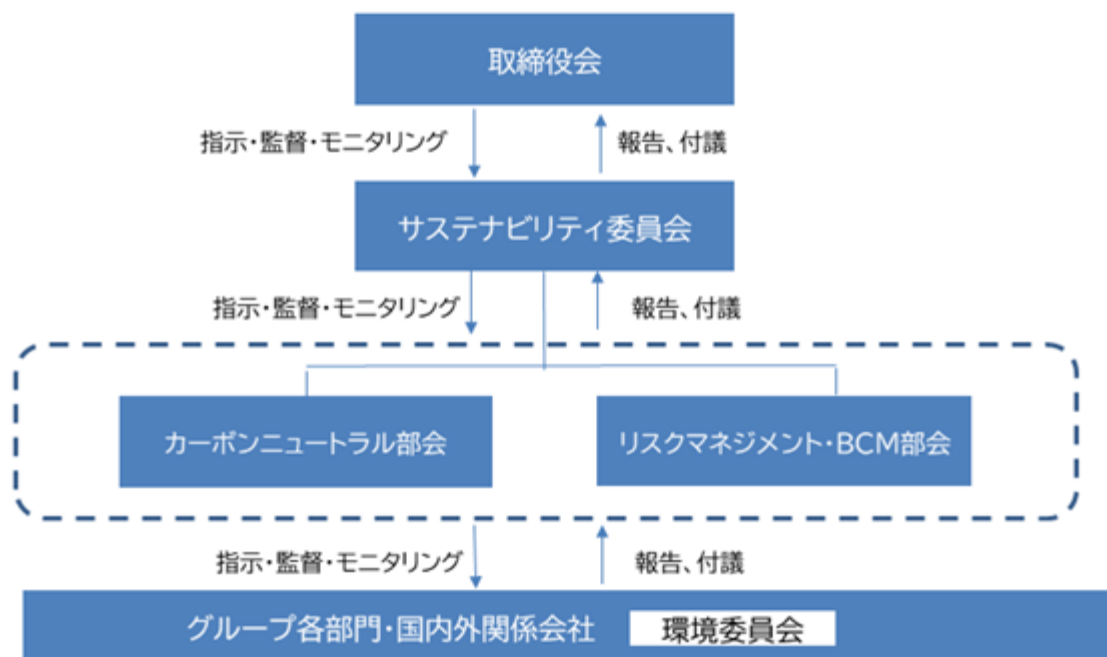 取締役会
指示・監督・モニタリング
報告、付議
サステナビリティ委員会
指示・監督・モニタリング
報告、付議
カーボンニュートラル部会
リスクマネジメント・BCM部会
指示・監督・モニタリング
報告、付議
グループ各部門・国内外関係会社
環境委員会